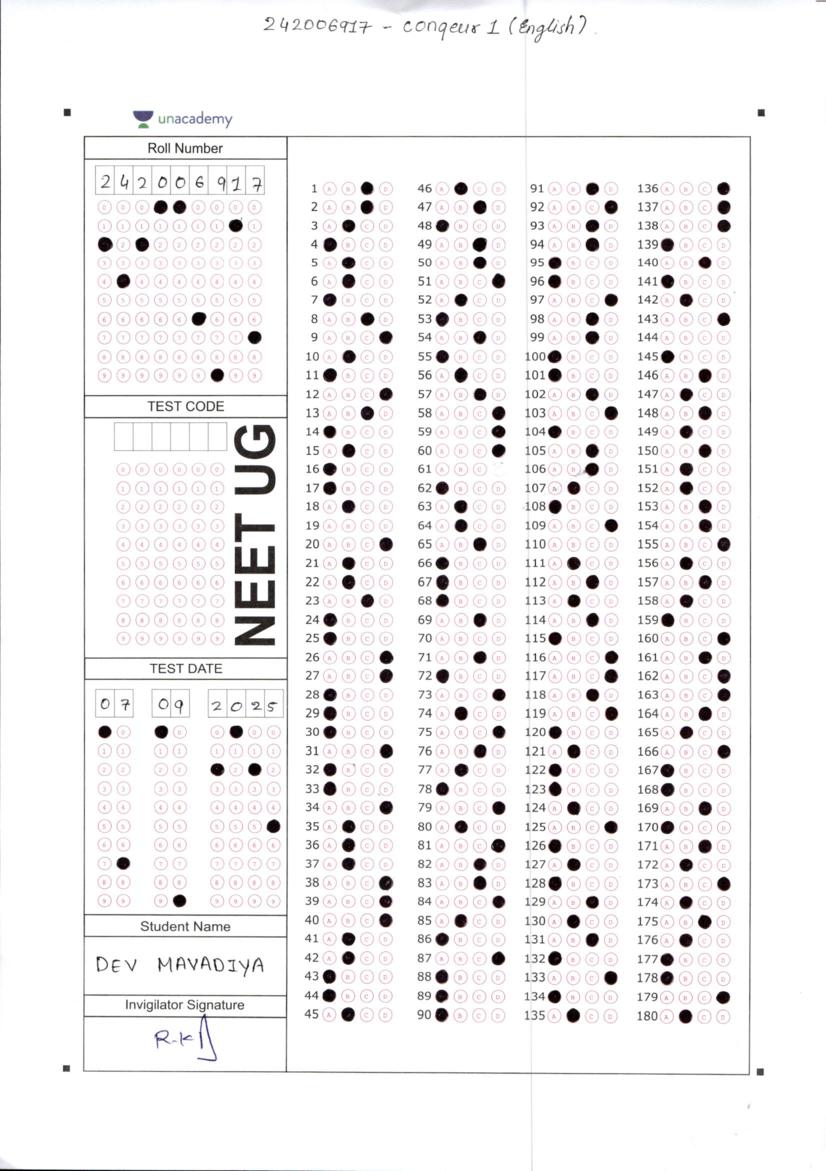 242006917 - conqeur 1 (English)
unacademy
Roll Number
2 4 2 0 0 6 9 1 7
TEST CODE
NEET UG
TEST DATE
0 7 0 9 2 0 2 5
Student Name
DEV MAVADIYA
Invigilator Signature
R.K
1 46 91 136
2 47 92 137
3 48 93 138
4 49 94 139
5 50 95 140
6 51 96 141
7 52 97 142
8 53 98 143
9 54 99 144
10 55 100 145
11 56 101 146
12 57 102 147
13 58 103 148
14 59 104 149
15 60 105 150
16 61 106 151
17 62 107 152
18 63 108 153
19 64 109 154
20 65 110 155
21 66 111 156
22 67 112 157
23 68 113 158
24 69 114 159
25 70 115 160
26 71 116 161
27 72 117 162
28 73 118 163
29 74 119 164
30 75 120 165
31 76 121 166
32 77 122 167
33 78 123 168
34 79 124 169
35 80 125 170
36 81 126 171
37 82 127 172
38 83 128 173
39 84 129 174
40 85 130 175
41 86 131 176
42 87 132 177
43 88 133 178
44 89 134 179
45 90 135 180